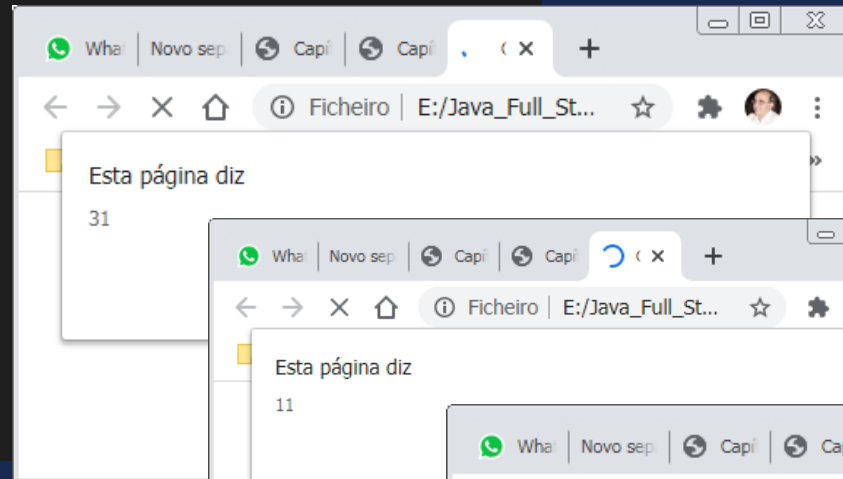 Wha Novo sep Capí Capí
Ficheiro E:/Java_Full_St...
Esta página diz
31
Wha Novo sep Capí Capí
Ficheiro E:/Java_Full_St...
Esta página diz
11
Wha Novo sep Capí Ca